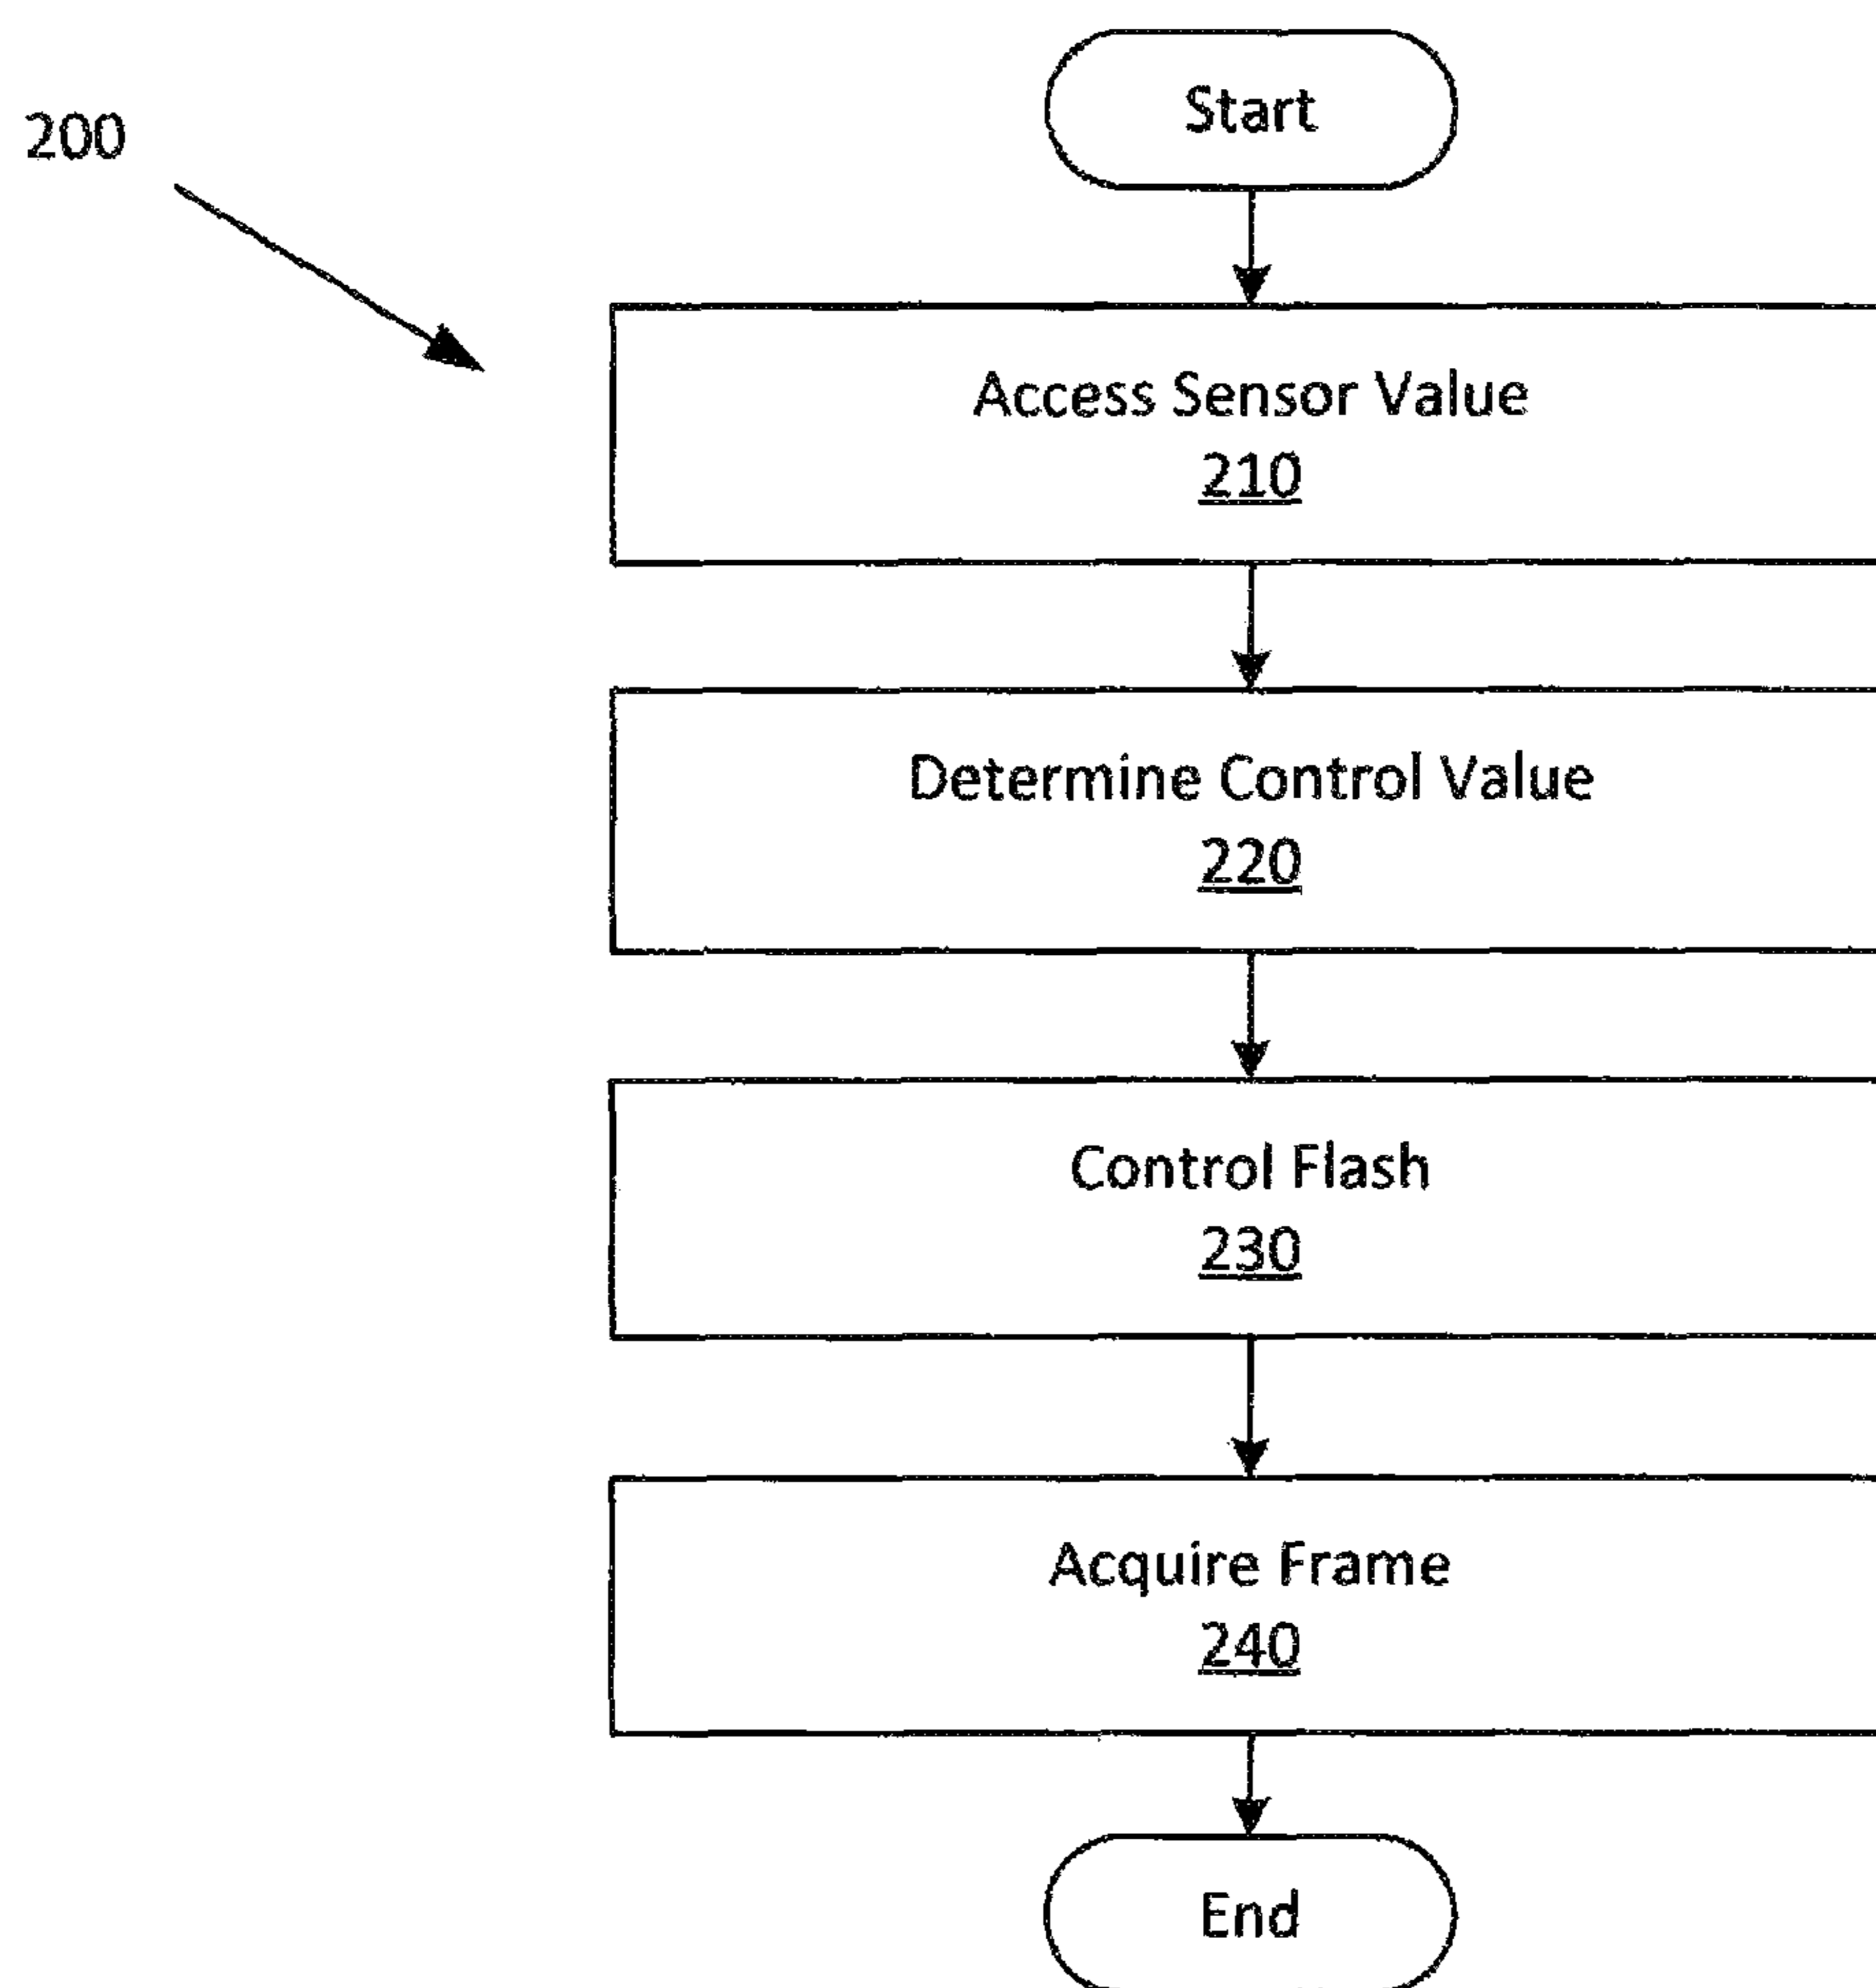 200
Start
Access Sensor Value
210
Determine Control Value
220
Control Flash
230
Acquire Frame
240
End